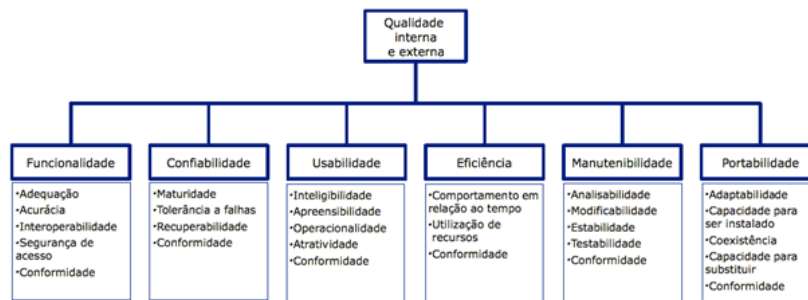 Qualidade
interna
e externa
Funcionalidade
•Adequação
•Acurácia
•Interoperabilidade
•Segurança de
acesso
•Conformidade
Confiabilidade
•Maturidade
•Tolerância a falhas
•Recuperabilidade
•Conformidade
Usabilidade
•Inteligibilidade
•Apreensibilidade
•Operacionalidade
•Atratividade
•Conformidade
Eficiência
•Comportamento em
relação ao tempo
•Utilização de
recursos
•Conformidade
Manutenibilidade
•Analisabilidade
•Modificabilidade
•Estabilidade
•Testabilidade
•Conformidade
Portabilidade
•Adaptabilidade
•Capacidade para
ser instalado
•Coexistência
•Capacidade para
substituir
•Conformidade